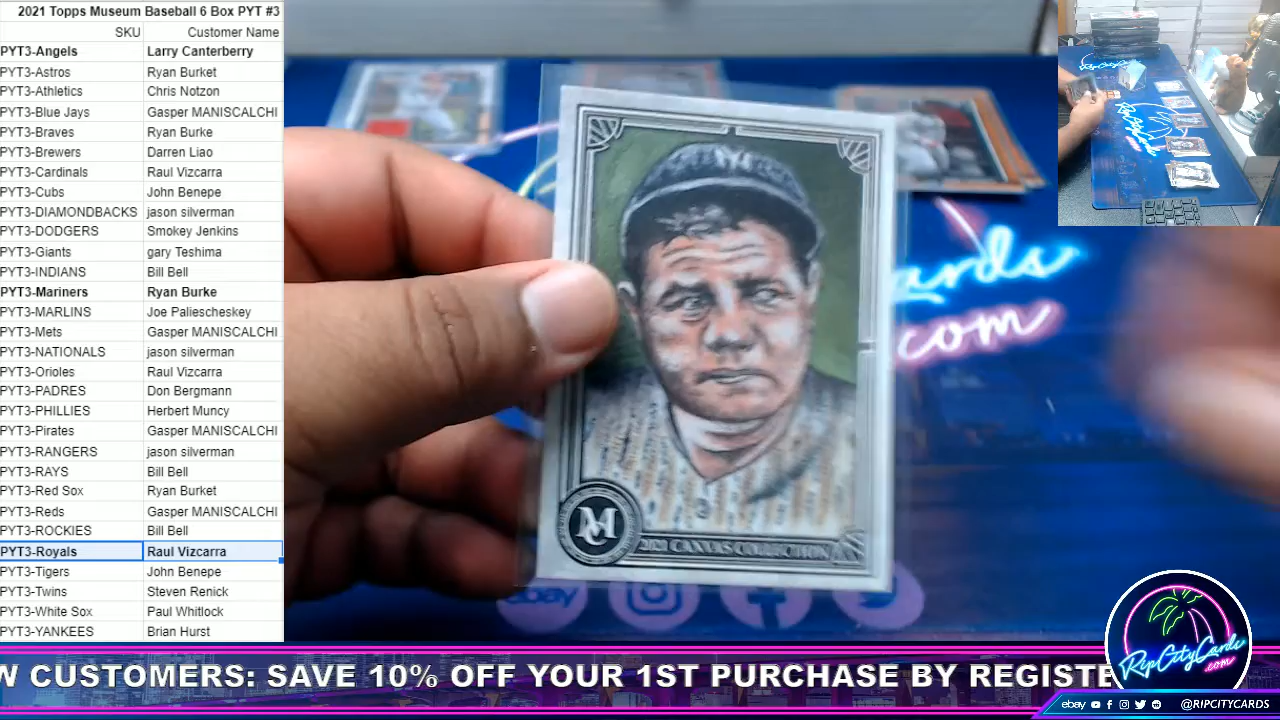 2021 Topps Museum Baseball 6 Box PYT #3
SKU Customer Name
PYT3-Angels Larry Canterberry
PYT3-Astros Ryan Burket
PYT3-Athletics Chris Notzon
PYT3-Blue Jays Gasper MANISCALCHI
PYT3-Braves Ryan Burke
PYT3-Brewers Darren Liao
PYT3-Cardinals Raul Vizcarra
PYT3-Cubs John Benepe
PYT3-DIAMONDBACKS jason silverman
PYT3-DODGERS Smokey Jenkins
PYT3-Giants gary Teshima
PYT3-INDIANS Bill Bell
PYT3-Mariners Ryan Burke
PYT3-MARLINS Joe Paliescheskey
PYT3-Mets Gasper MANISCALCHI
PYT3-NATIONALS jason silverman
PYT3-Orioles Raul Vizcarra
PYT3-PADRES Don Bergmann
PYT3-PHILLIES Herbert Muncy
PYT3-Pirates Gasper MANISCALCHI
PYT3-RANGERS jason silverman
PYT3-RAYS Bill Bell
PYT3-Red Sox Ryan Burket
PYT3-Reds Gasper MANISCALCHI
PYT3-ROCKIES Bill Bell
PYT3-Royals Raul Vizcarra
PYT3-Tigers John Benepe
PYT3-Twins Steven Renick
PYT3-White Sox Paul Whitlock
PYT3-YANKEES Brian Hurst
ards
com
MC
2021 CANVAS COLLECTION
ebay
W CUSTOMERS: SAVE 10% OFF YOUR 1ST PURCHASE BY REGISTE
RipCityCards
.com
ebay @RIPCITYCARDS